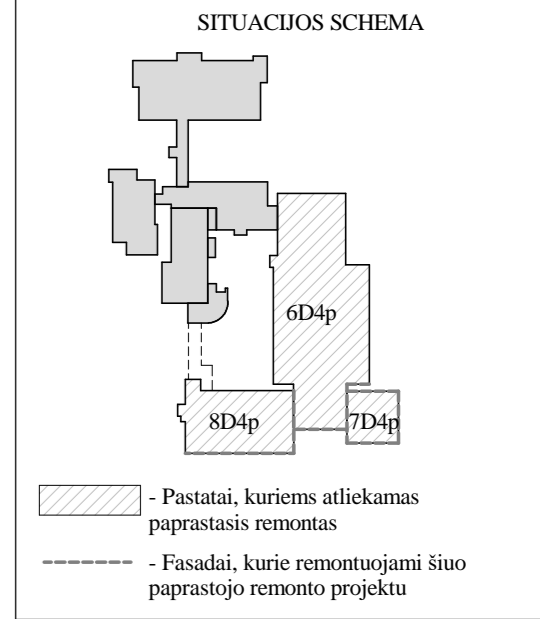 SITUACIJOS SCHEMA
6D4p
8D4p
7D4p
- Pastatai, kuriems atliekamas
paprastasis remontas
- Fasadai, kurie remontuojami šiuo
paprastojo remonto projektu